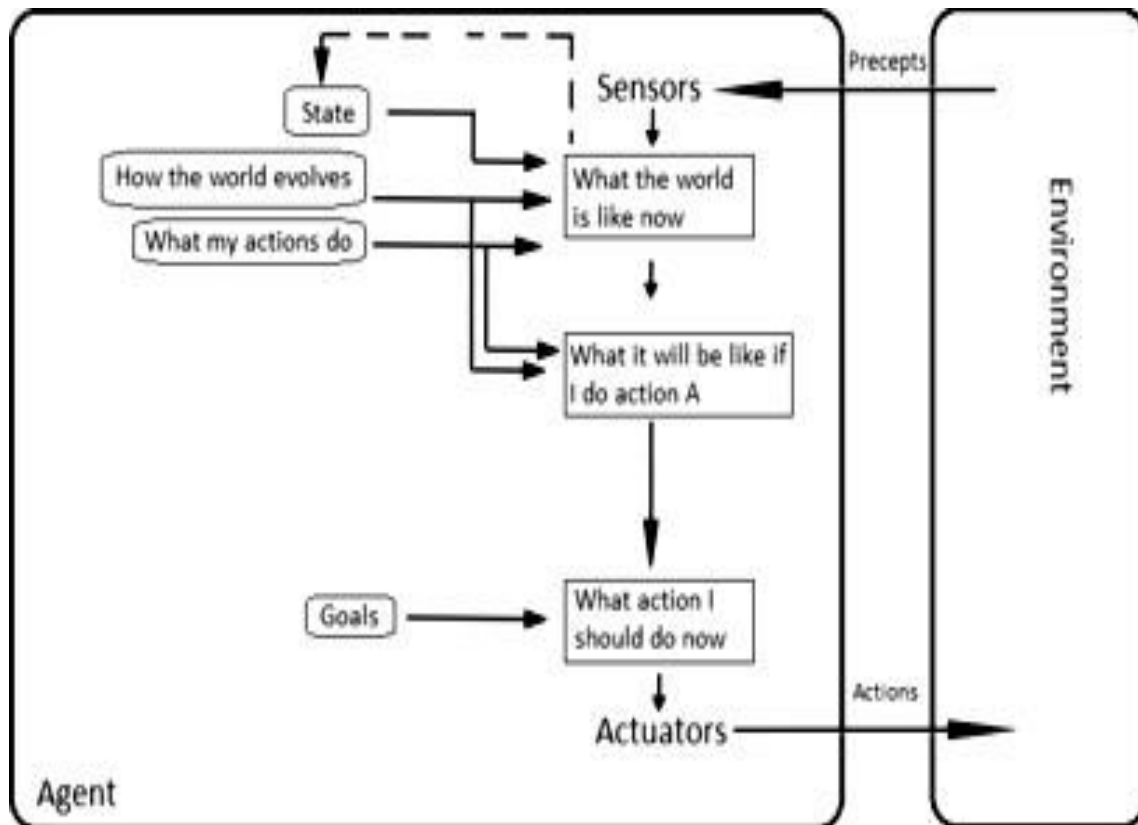 Precepts
Sensors
State
How the world evolves
What the world
is like now
What my actions do
Environment
What it will be like if
I do action A
What action I
should do now
Goals
Actions
Actuators
Agent